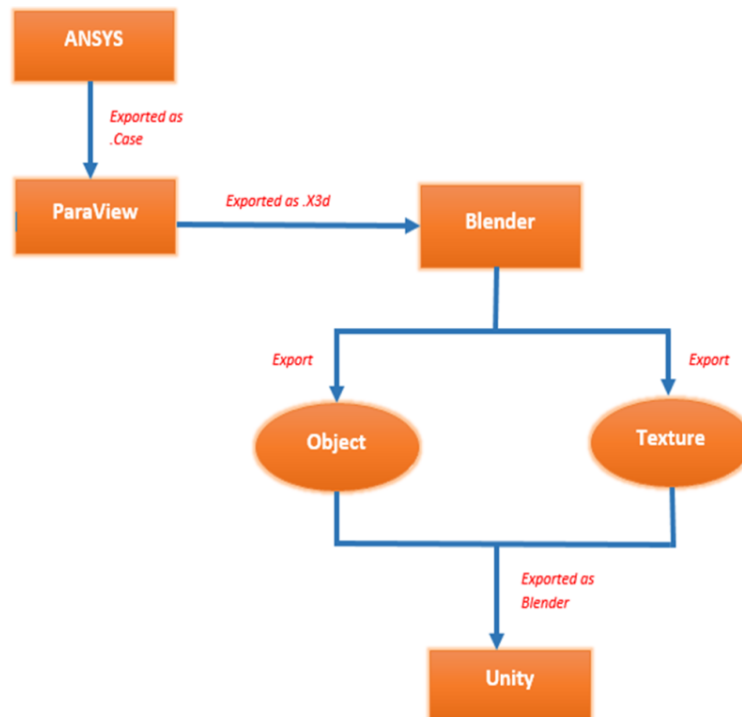 ANSYS
Exported as
.Case
ParaView
Exported as .X3d
Blender
Export
Export
Object
Texture
Exported as
Blender
Unity